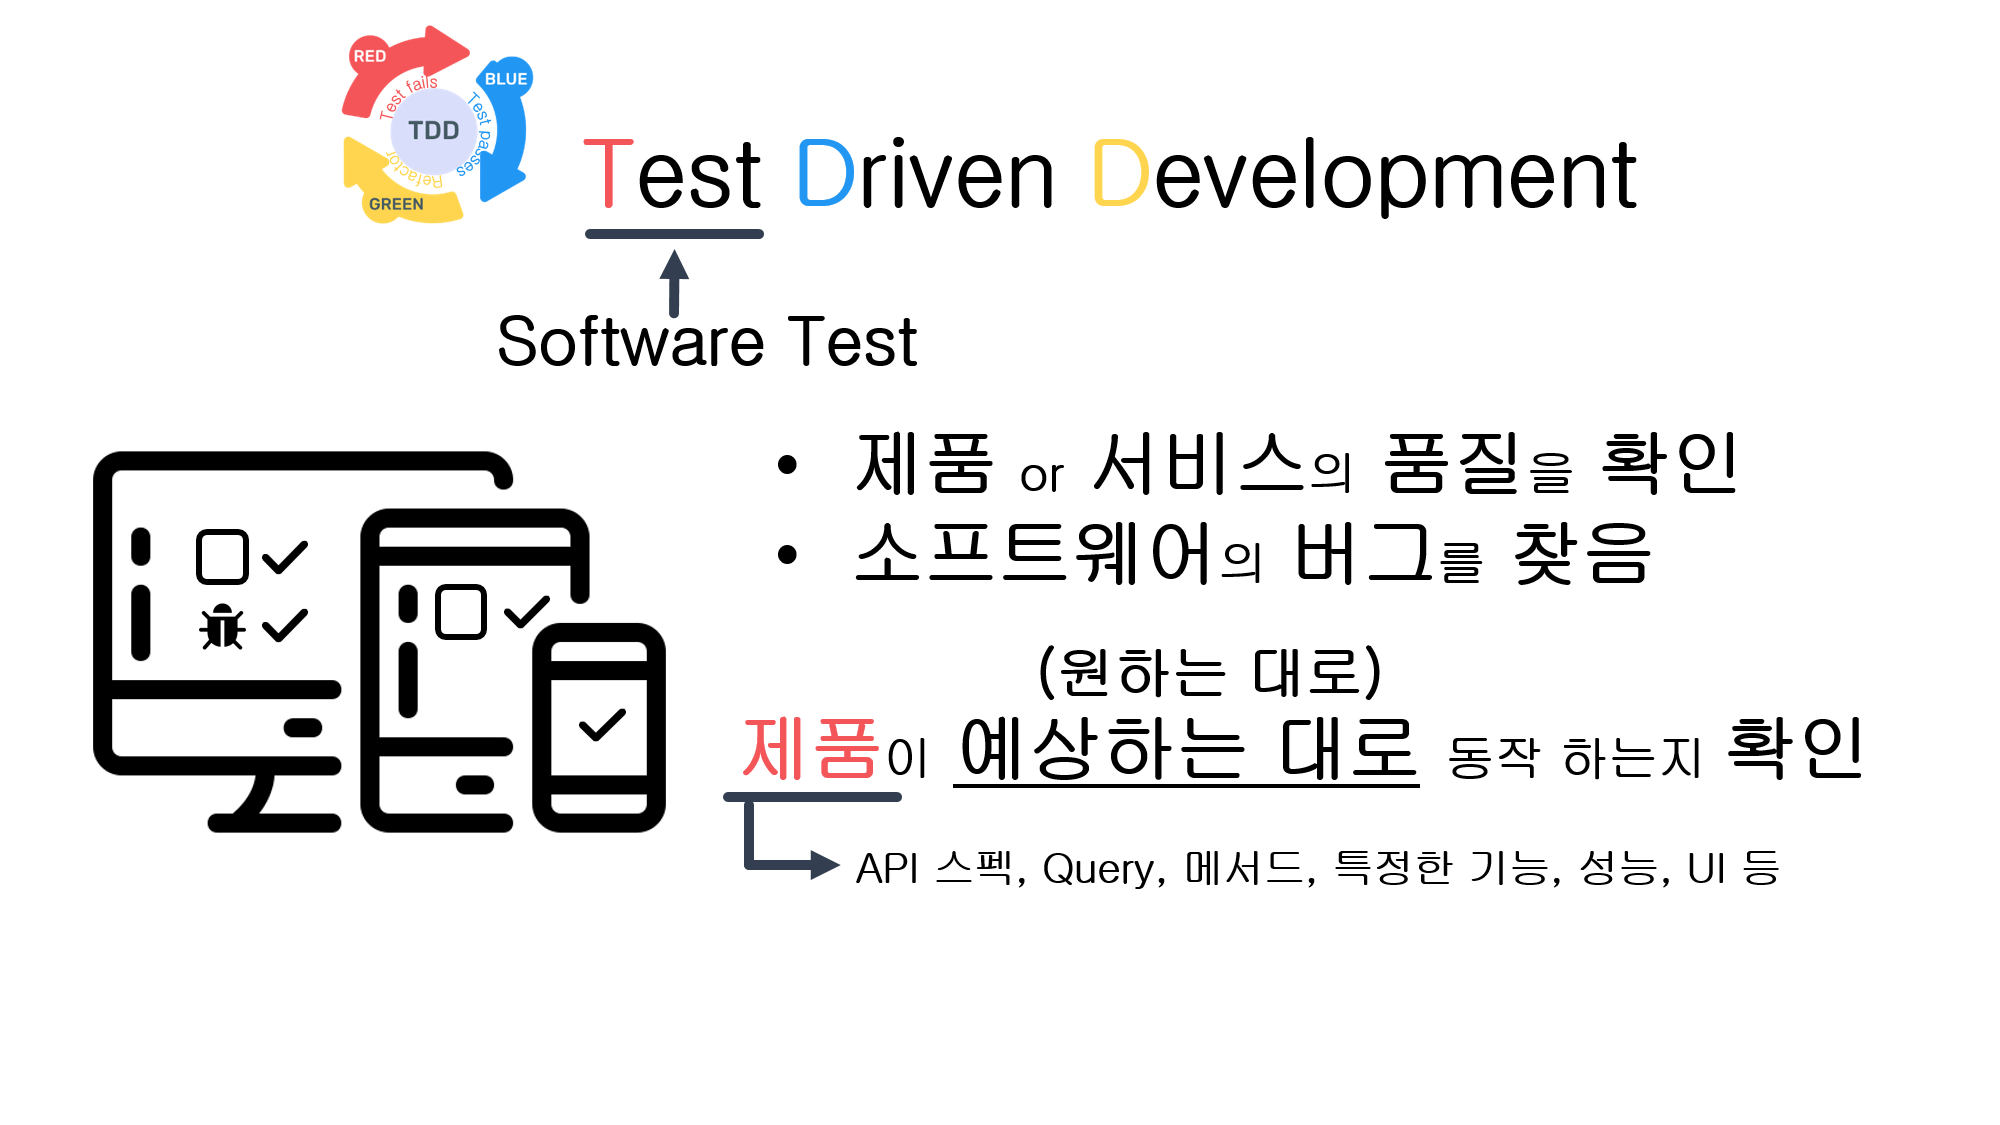 RED
BLUE
Test fails
Test passes
TDD
Refactor
GREEN
Test Driven Development
Software Test
• 제품 or 서비스의 품질을 확인
• 소프트웨어의 버그를 찾음
(원하는 대로)
제품이 예상하는 대로 동작 하는지 확인
API 스펙, Query, 메서드, 특정한 기능, 성능, UI 등